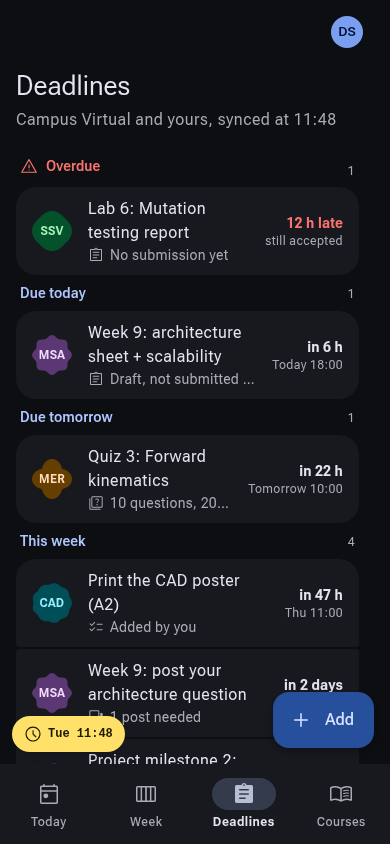 DS
Deadlines
Campus Virtual and yours, synced at 11:48
Overdue
1
SSV
Lab 6: Mutation
testing report
No submission yet
12 h late
still accepted
Due today
1
MSA
Week 9: architecture
sheet + scalability
Draft, not submitted ...
in 6 h
Today 18:00
Due tomorrow
1
MER
Quiz 3: Forward
kinematics
10 questions, 20...
in 22 h
Tomorrow 10:00
This week
4
CAD
Print the CAD poster
(A2)
Added by you
in 47 h
Thu 11:00
MSA
Week 9: post your
architecture question
1 post needed
in 2 days
Tue 11:48
Add
Project milestone 2:
Today
Week
Deadlines
Courses